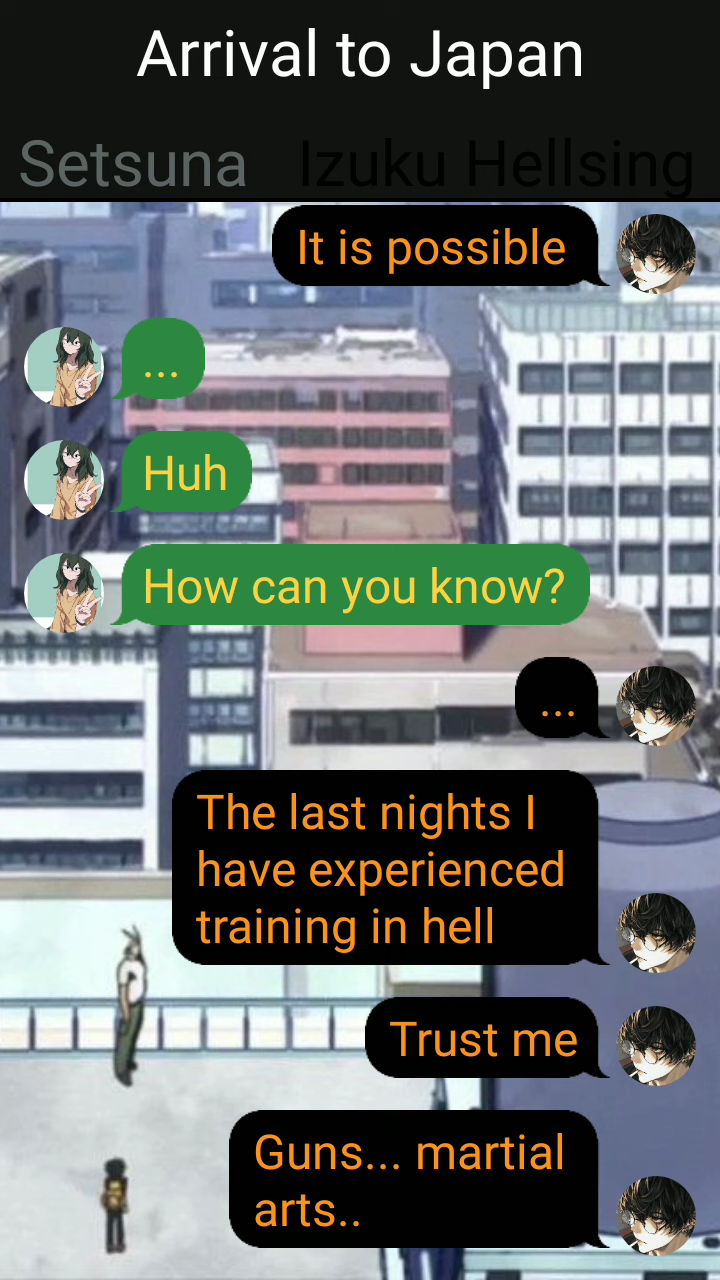 Arrival to Japan
Setsuna
Izuku Hellsing
It is possible
...
Huh
How can you know?
...
The last nights I
have experienced
training in hell
Trust me
Guns... martial
arts..